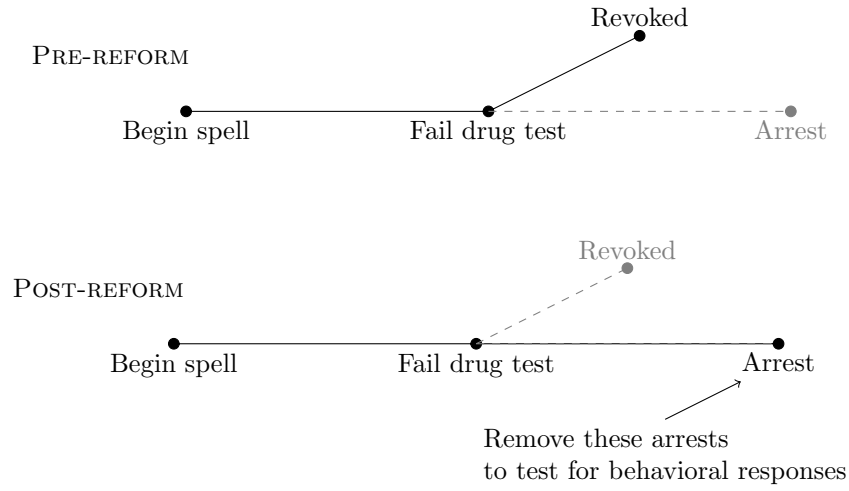 Revoked
PRE-REFORM
Begin spell
Fail drug test
Arrest
Revoked
POST-REFORM
Begin spell
Fail drug test
Arrest
Remove these arrests
to test for behavioral responses